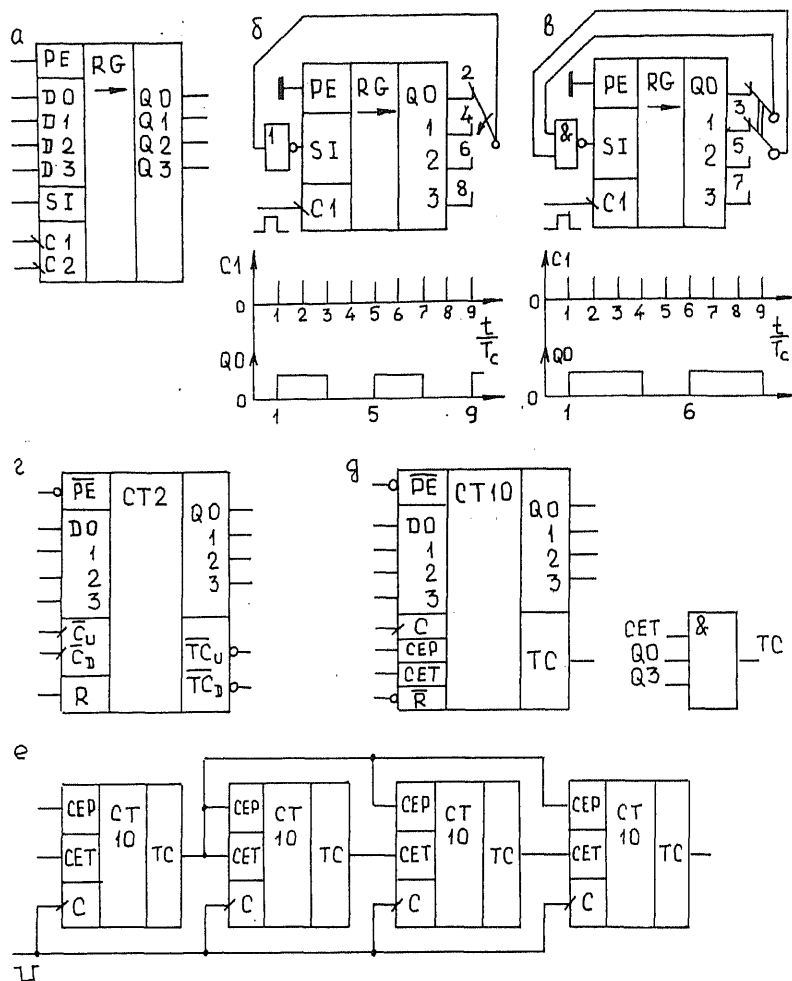 а
PE
RG
D0
D1
D2
D3
Q0
Q1
Q2
Q3
SI
C1
C2
б
1
PE
RG
SI
C1
Q0
1
2
3
2
4
6
8
C1
0
1 2 3 4 5 6 7 8 9
t/Tc
Q0
0
1 5 9
в
&
PE
RG
SI
C1
Q0
1
2
3
3
5
7
C1
0
1 2 3 4 5 6 7 8 9
t/Tc
Q0
0
1 6
г
PE
CT2
D0
1
2
3
Q0
1
2
3
CU
CD
R
TCU
TCD
д
PE
CT10
D0
1
2
3
Q0
1
2
3
C
CEP
CET
R
TC
CET
Q0
Q3
&
TC
е
CEP
CET
C
CT
10
TC
CEP
CET
C
CT
10
TC
CEP
CET
C
CT
10
TC
CEP
CET
C
CT
10
TC